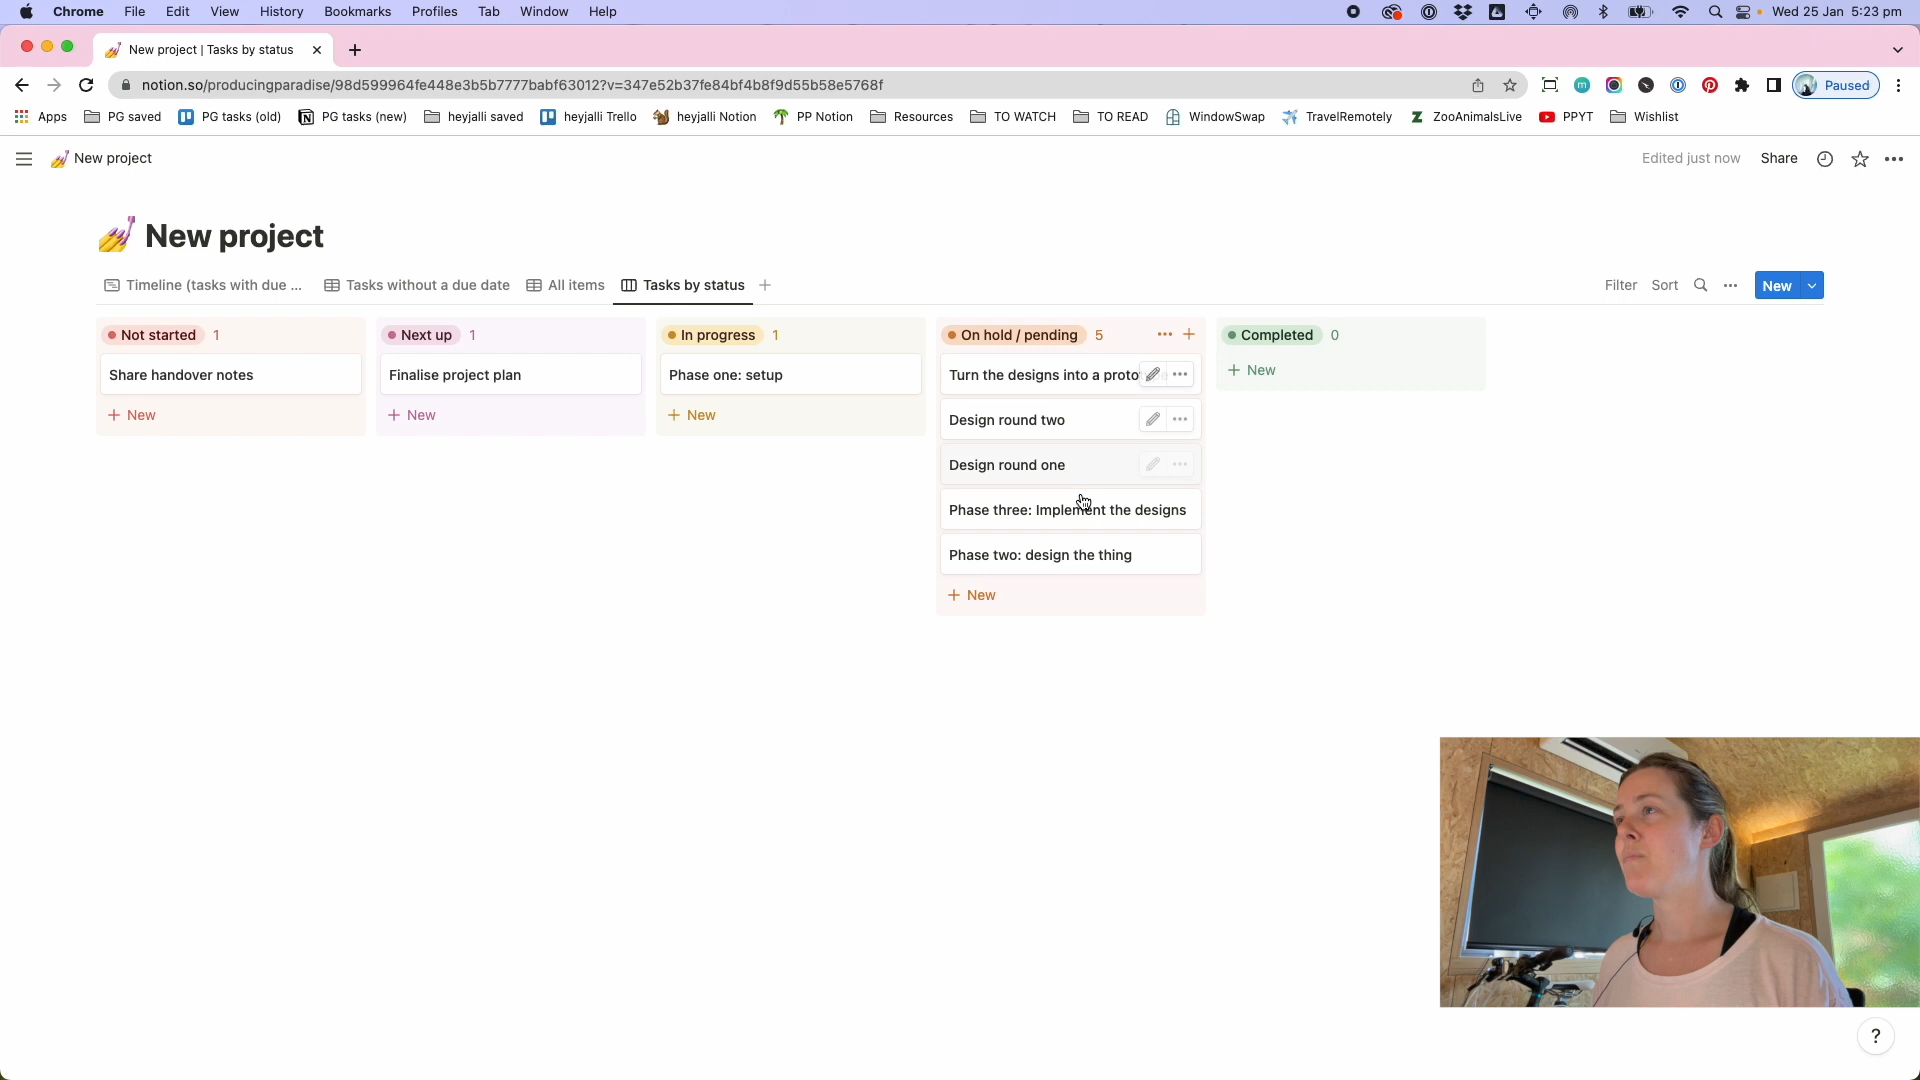 Chrome File Edit View History Bookmarks Profiles Tab Window Help Wed 25 Jan 5:23 pm
New project | Tasks by status
notion.so/producingparadise/98d599964fe448e3b5b7777babf63012?v=347e52b37fe84bf4b8f9d55b58e5768f Paused
Apps PG saved PG tasks (old) PG tasks (new) heyjalli saved heyjalli Trello heyjalli Notion PP Notion Resources TO WATCH TO READ WindowSwap TravelRemotely ZooAnimalsLive PPYT Wishlist
New project Edited just now Share
New project
Timeline (tasks with due ... Tasks without a due date All items Tasks by status Filter Sort New
Not started 1 Next up 1 In progress 1 On hold / pending 5 Completed 0
Share handover notes Finalise project plan Phase one: setup Turn the designs into a New
New New New Design round two
Design round one
Phase three: Implement the designs
Phase two: design the thing
New
?